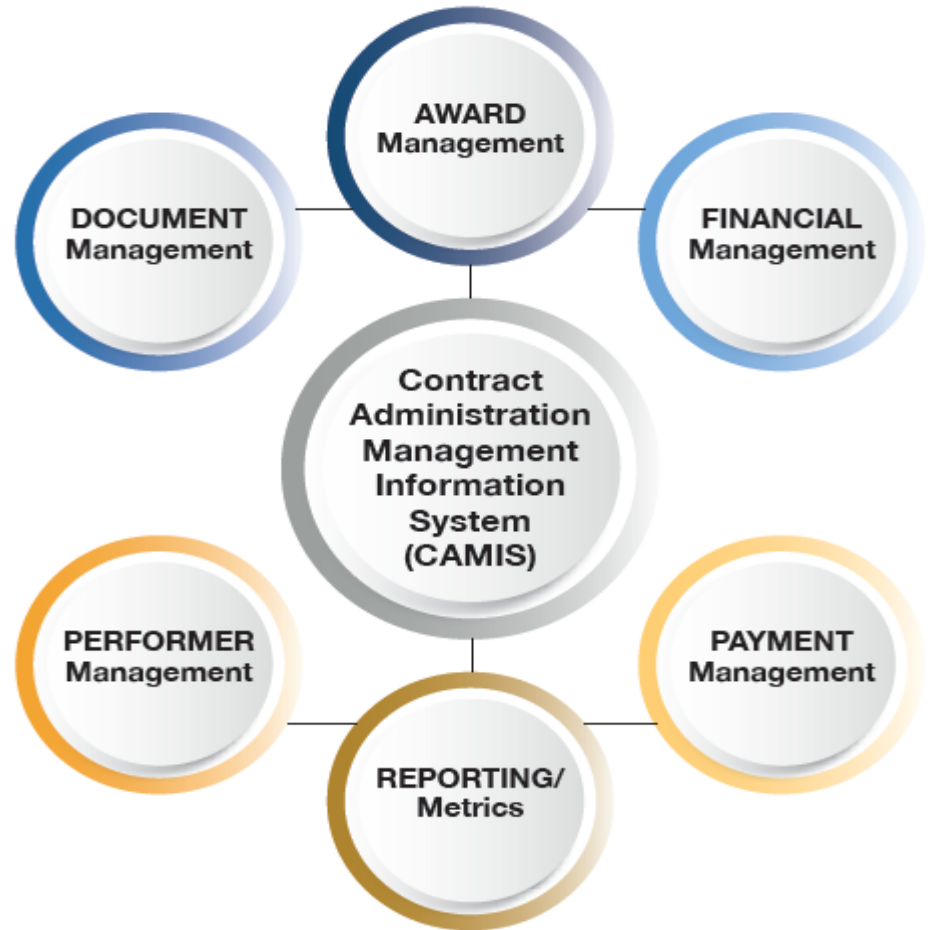 AWARD
Management
DOCUMENT
Management
FINANCIAL
Management
Contract
Administration
Management
Information
System
(CAMIS)
PERFORMER
Management
PAYMENT
Management
REPORTING/
Metrics